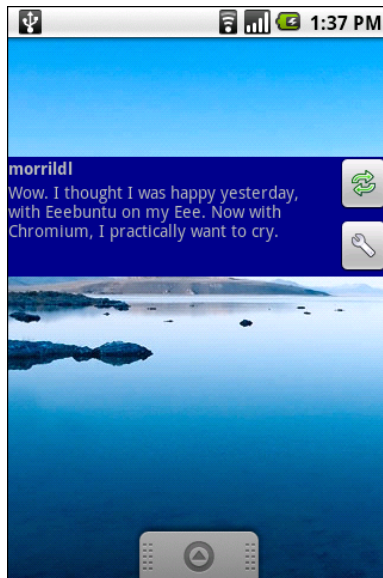 1:37 PM
morrildl
Wow. I thought I was happy yesterday,
with Eeebuntu on my Eee. Now with
Chromium, I practically want to cry.